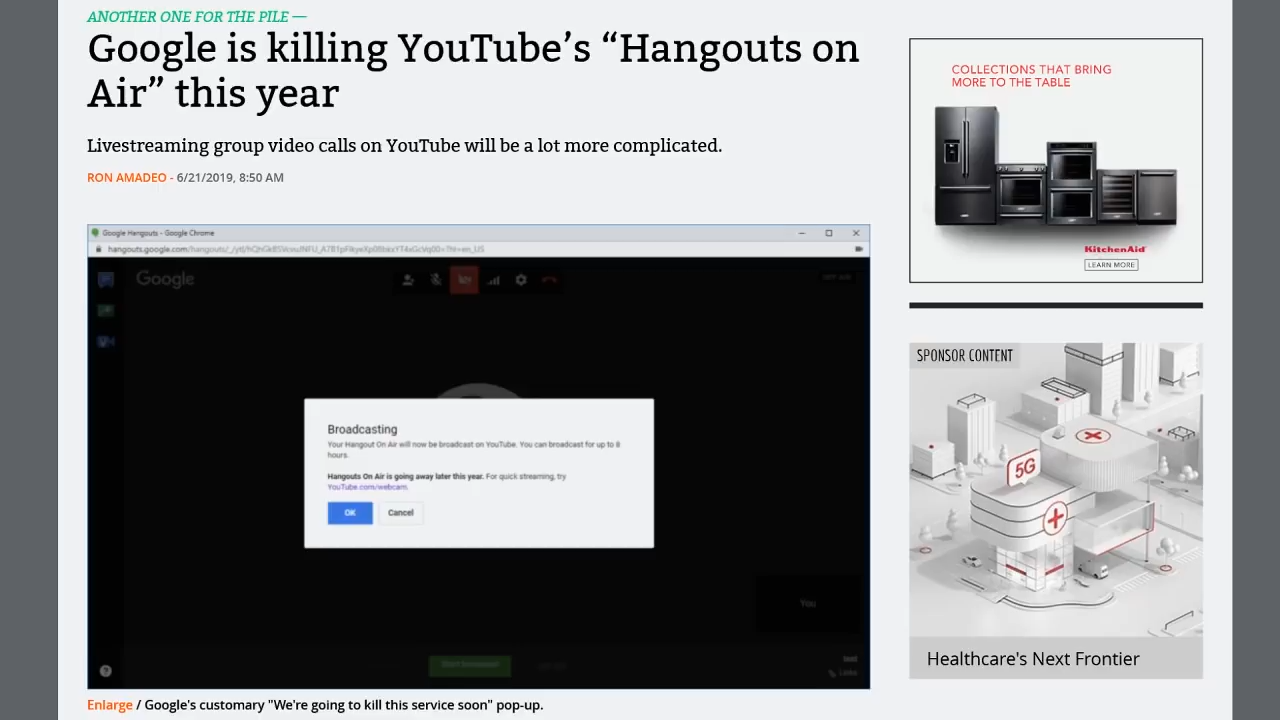 ANOTHER ONE FOR THE PILE —
Google is killing YouTube's “Hangouts on
Air” this year
Livestreaming group video calls on YouTube will be a lot more complicated.
RON AMADEO - 6/21/2019, 8:50 AM
Google Hangouts - Google Chrome
Google
Broadcasting
Your Hangout On Air will now be broadcast on YouTube. You can broadcast for up to 8
hours.
Hangouts On Air is going away later this year. For quick streaming, try
YouTube.com/webcam.
OK
Cancel
You
Start broadcast
Links
Enlarge / Google's customary "We're going to kill this service soon" pop-up.
COLLECTIONS THAT BRING
MORE TO THE TABLE
KitchenAid
LEARN MORE
SPONSOR CONTENT
5G
Healthcare's Next Frontier